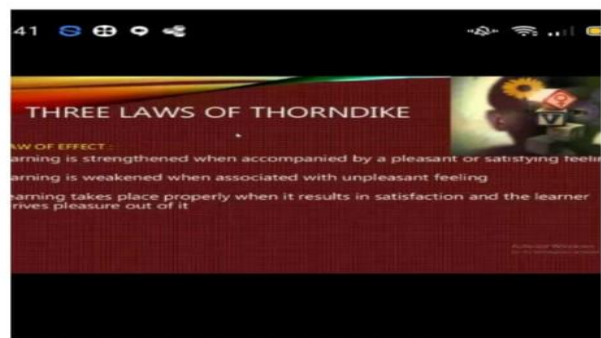 41
THREE LAWS OF THORNDIKE
AW OF EFFECT :
arning is strengthened when accompanied by a pleasant or satisfying feelin
arning is weakened when associated with unpleasant feeling
earning takes place properly when it results in satisfaction and the learner
rives pleasure out of it
Activate Windows